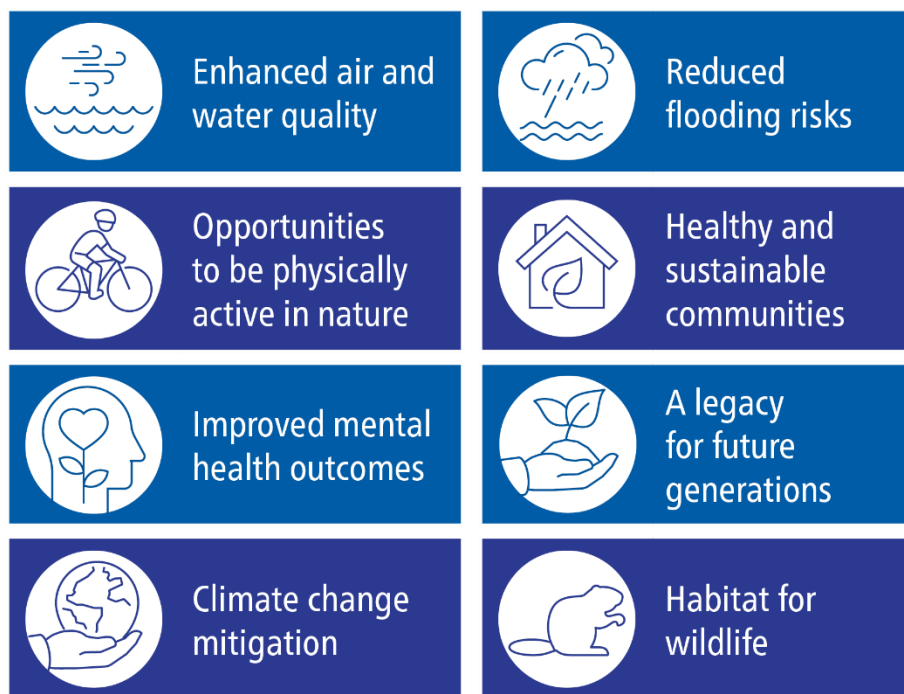 Enhanced air and
water quality
Reduced
flooding risks
Opportunities
to be physically
active in nature
Healthy and
sustainable
communities
Improved mental
health outcomes
A legacy
for future
generations
Climate change
mitigation
Habitat for
wildlife